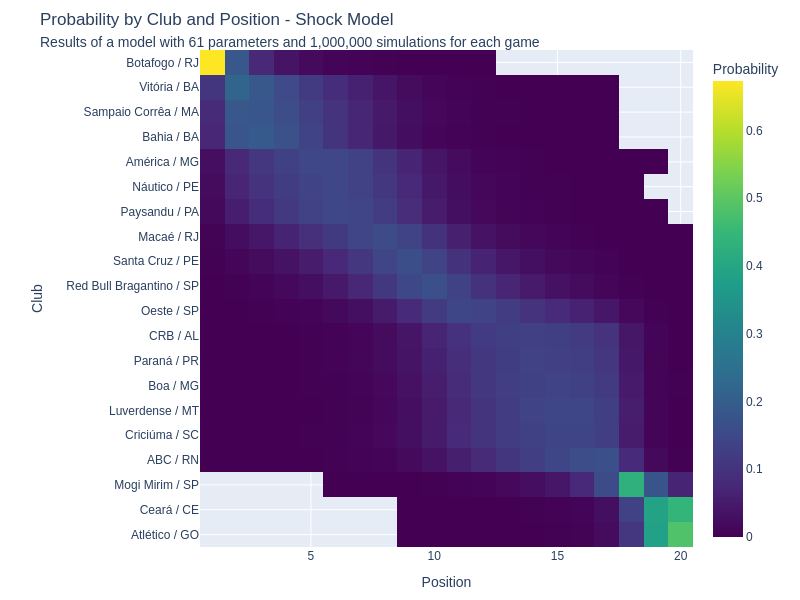 Probability by Club and Position - Shock Model
Results of a model with 61 parameters and 1,000,000 simulations for each game
Probability
Botafogo / RJ
Vitória / BA
Sampaio Corrêa / MA
Bahia / BA
América / MG
Náutico / PE
Paysandu / PA
Macaé / RJ
Santa Cruz / PE
Red Bull Bragantino / SP
Oeste / SP
CRB / AL
Paraná / PR
Boa / MG
Luverdense / MT
Criciúma / SC
ABC / RN
Mogi Mirim / SP
Ceará / CE
Atlético / GO
Club
5
10
15
20
Position
0.6
0.5
0.4
0.3
0.2
0.1
0